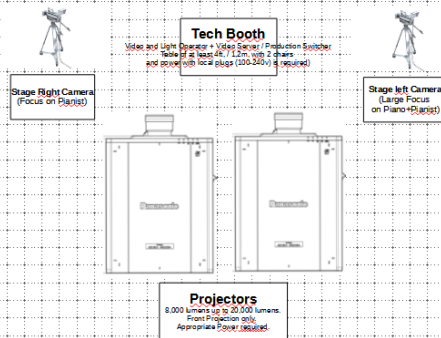 Tech Booth
Video and Light Operator + Video Server / Production Switcher
Table of at least 4ft. / 1.2m. with 2 chairs
and power with local plugs (100-240v) is required)
Stage Right Camera
(Focus on Pianist)
Stage left Camera
(Large Focus
on Piano+Pianist)
Projectors
8,000 lumens up to 20,000 lumens.
Front Projection only.
Appropriate Power required.